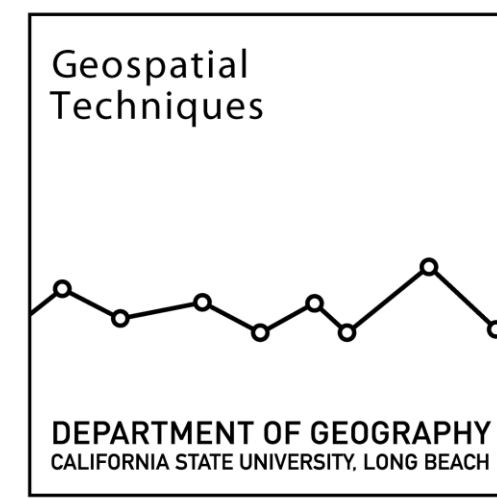 Geospatial
Techniques
DEPARTMENT OF GEOGRAPHY
CALIFORNIA STATE UNIVERSITY, LONG BEACH